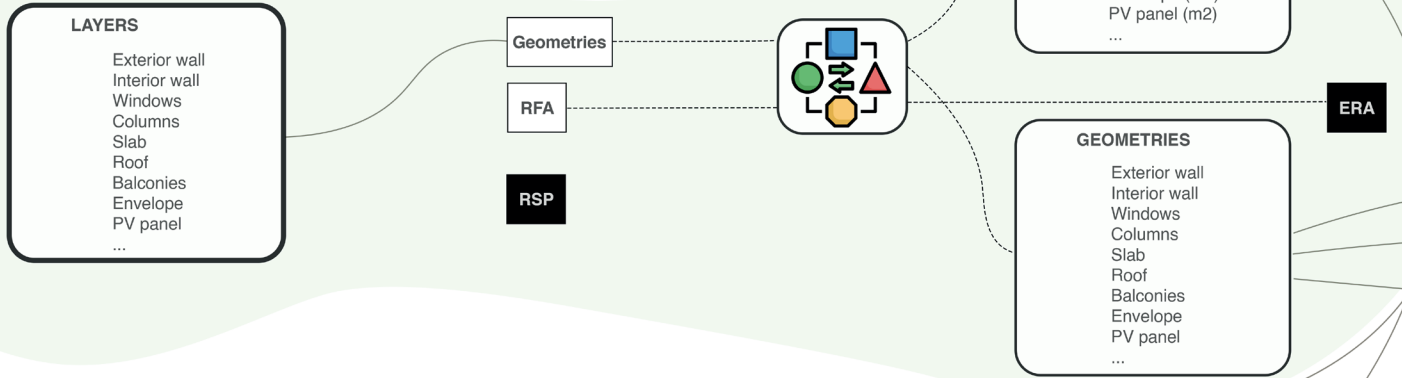 LAYERS
Exterior wall
Interior wall
Windows
Columns
Slab
Roof
Balconies
Envelope
PV panel
...
Geometries
RFA
RSP
PV panel (m2)
...
ERA
GEOMETRIES
Exterior wall
Interior wall
Windows
Columns
Slab
Roof
Balconies
Envelope
PV panel
...